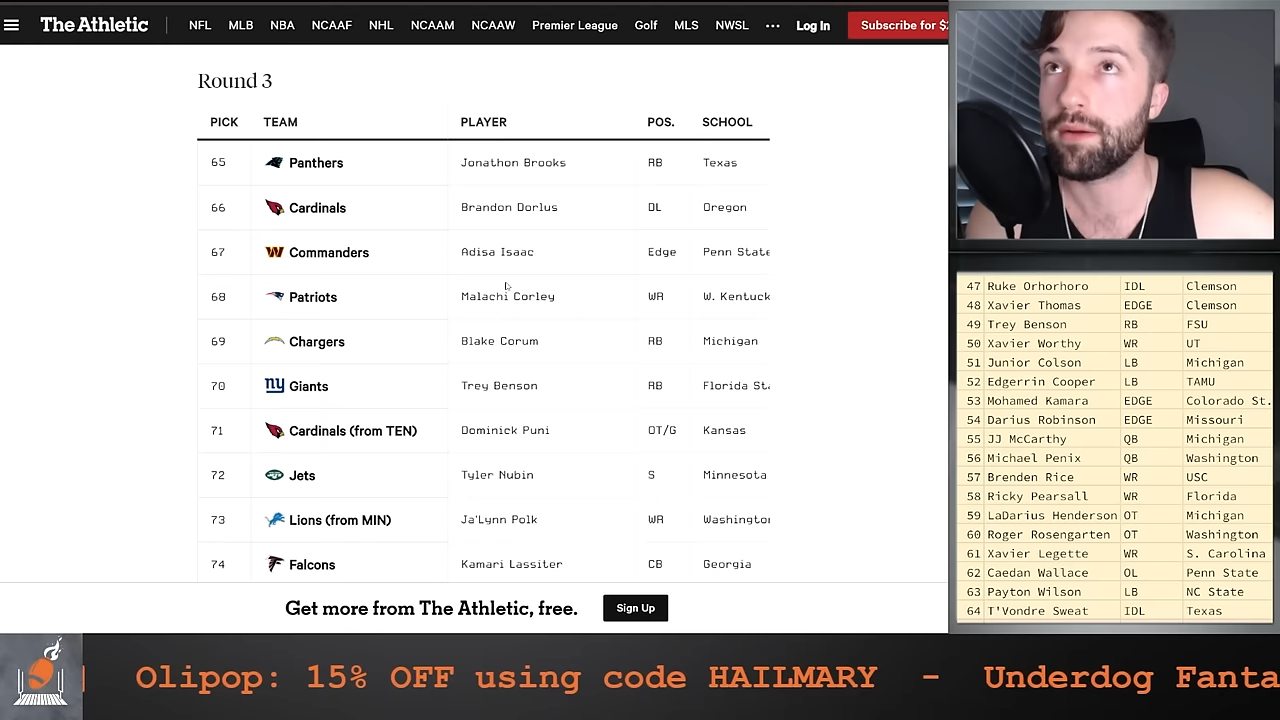 The Athletic NFL MLB NBA NCAAF NHL NCAAM NCAAW Premier League Golf MLS NWSL ••• Log In Subscribe for $2
Round 3
PICK TEAM PLAYER POS. SCHOOL
65 Panthers Jonathon Brooks RB Texas
66 Cardinals Brandon Dorlus DL Oregon
67 Commanders Adisa Isaac Edge Penn State
68 Patriots Malachi Corley WR W. Kentuck
69 Chargers Blake Corum RB Michigan
70 ny Giants Trey Benson RB Florida Sta
71 Cardinals (from TEN) Dominick Puni OT/G Kansas
72 Jets Tyler Nubin S Minnesota
73 Lions (from MIN) Ja'Lynn Polk WR Washington
74 Falcons Kamari Lassiter CB Georgia
Get more from The Athletic, free. Sign Up
47 Ruke Orhorhoro IDL Clemson
48 Xavier Thomas EDGE Clemson
49 Trey Benson RB FSU
50 Xavier Worthy WR UT
51 Junior Colson LB Michigan
52 Edgerrin Cooper LB TAMU
53 Mohamed Kamara EDGE Colorado St.
54 Darius Robinson EDGE Missouri
55 JJ McCarthy QB Michigan
56 Michael Penix QB Washington
57 Brenden Rice WR USC
58 Ricky Pearsall WR Florida
59 LaDarius Henderson OT Michigan
60 Roger Rosengarten OT Washington
61 Xavier Legette WR S. Carolina
62 Caedan Wallace OL Penn State
63 Payton Wilson LB NC State
64 T'Vondre Sweat IDL Texas
Olipop: 15% OFF using code HAILMARY - Underdog Fanta